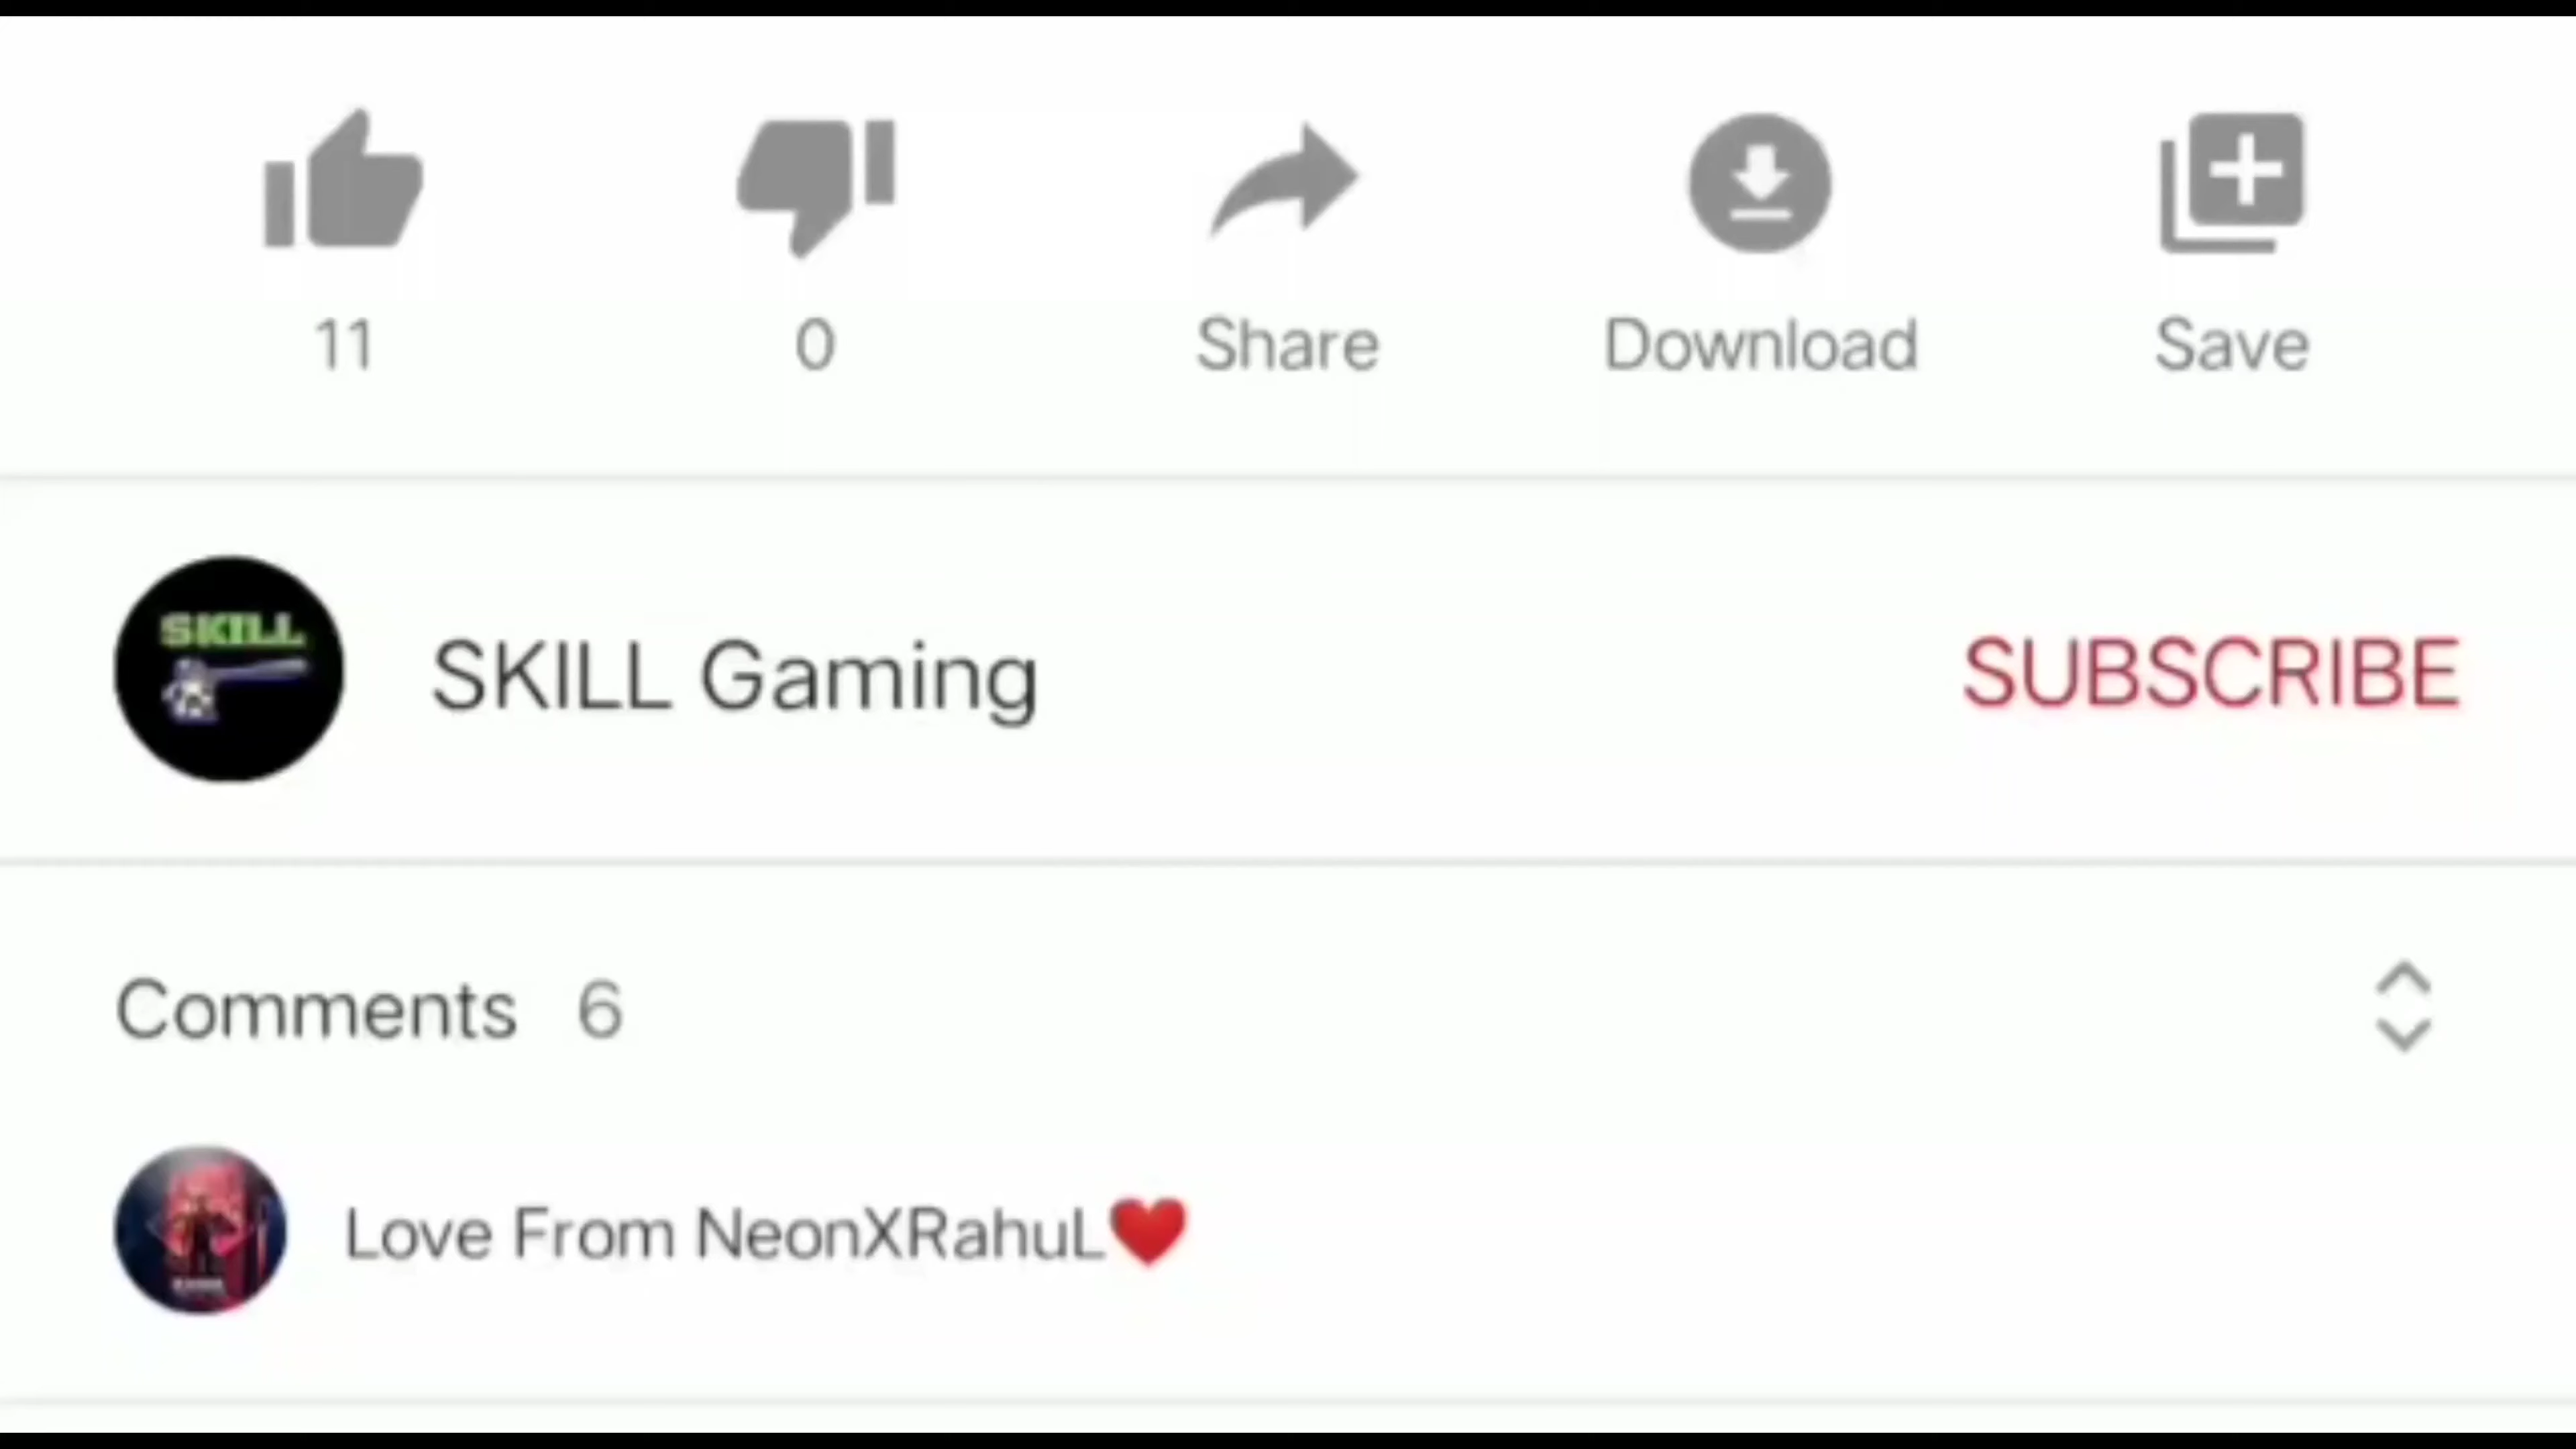 11
0
Share
Download
Save
SKILL
SKILL Gaming
SUBSCRIBE
Comments 6
Love From NeonXRahuL❤️